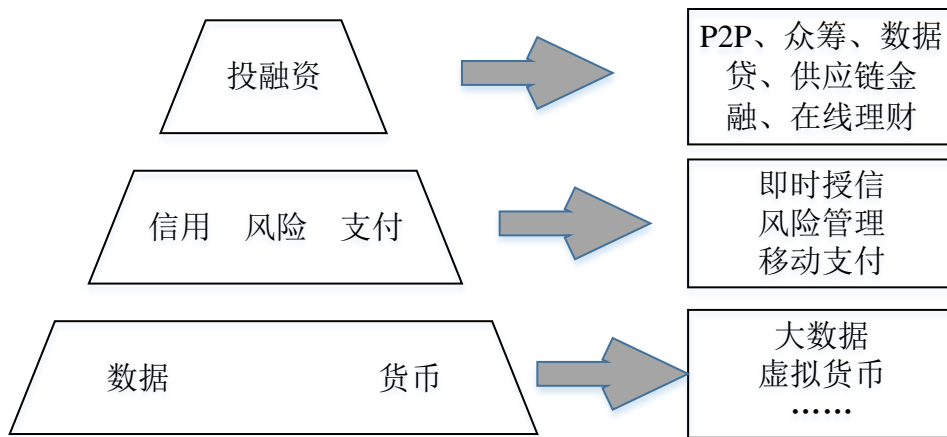 投融资
P2P、众筹、数据
贷、供应链金
融、在线理财
信用 风险 支付
即时授信
风险管理
移动支付
数据 货币
大数据
虚拟货币
……